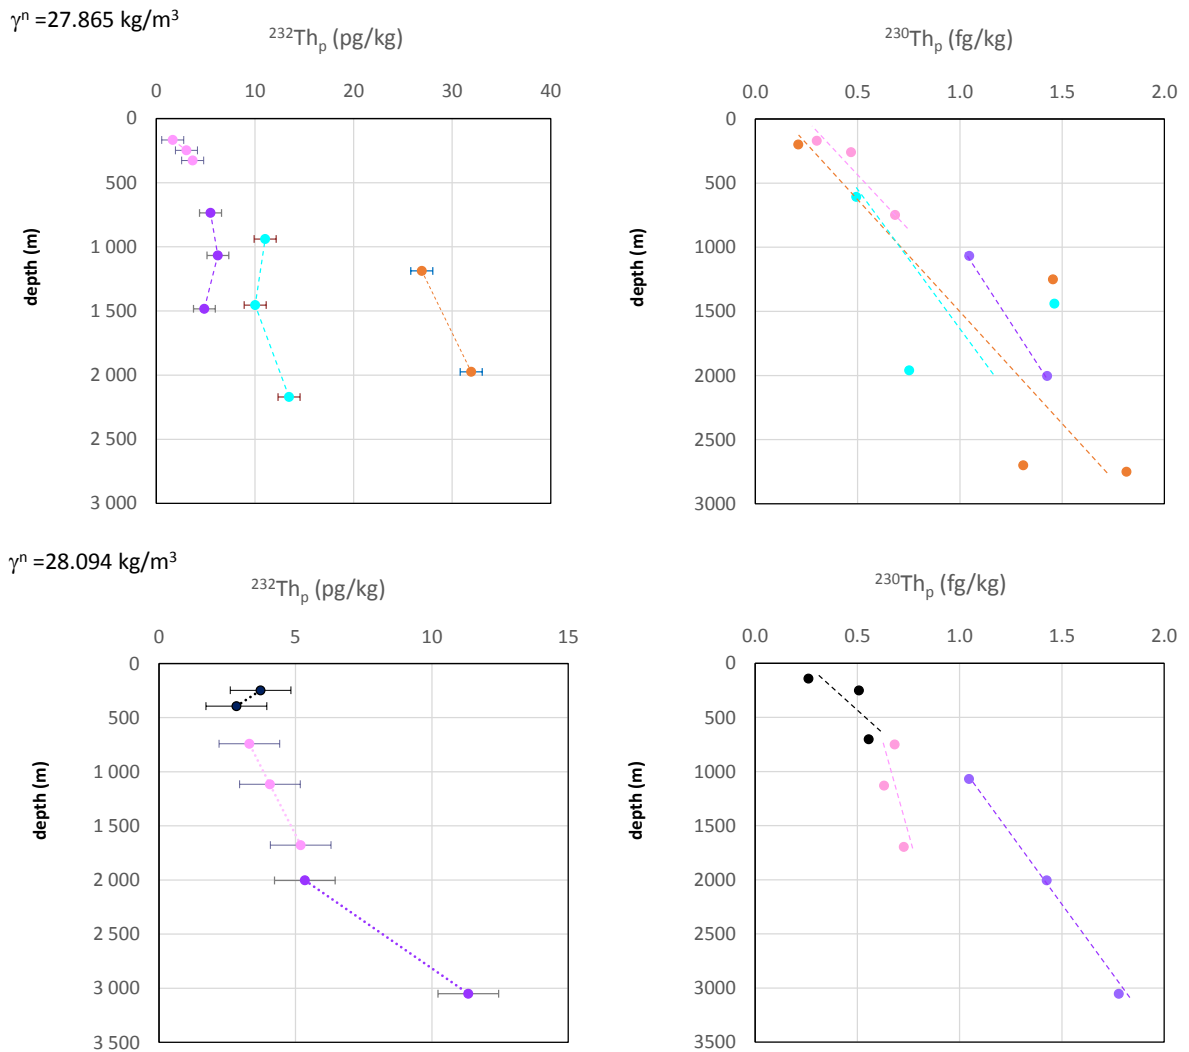 γⁿ =27.865 kg/m³
²³²Thₚ (pg/kg)
0 10 20 30 40
0
500
1 000
1 500
2 000
2 500
3 000
depth (m)
²³⁰Thₚ (fg/kg)
0.0 0.5 1.0 1.5 2.0
0
500
1000
1500
2000
2500
3000
depth (m)
γⁿ =28.094 kg/m³
²³²Thₚ (pg/kg)
0 5 10 15
0
500
1 000
1 500
2 000
2 500
3 000
3 500
depth (m)
²³⁰Thₚ (fg/kg)
0.0 0.5 1.0 1.5 2.0
0
500
1000
1500
2000
2500
3000
3500
depth (m)